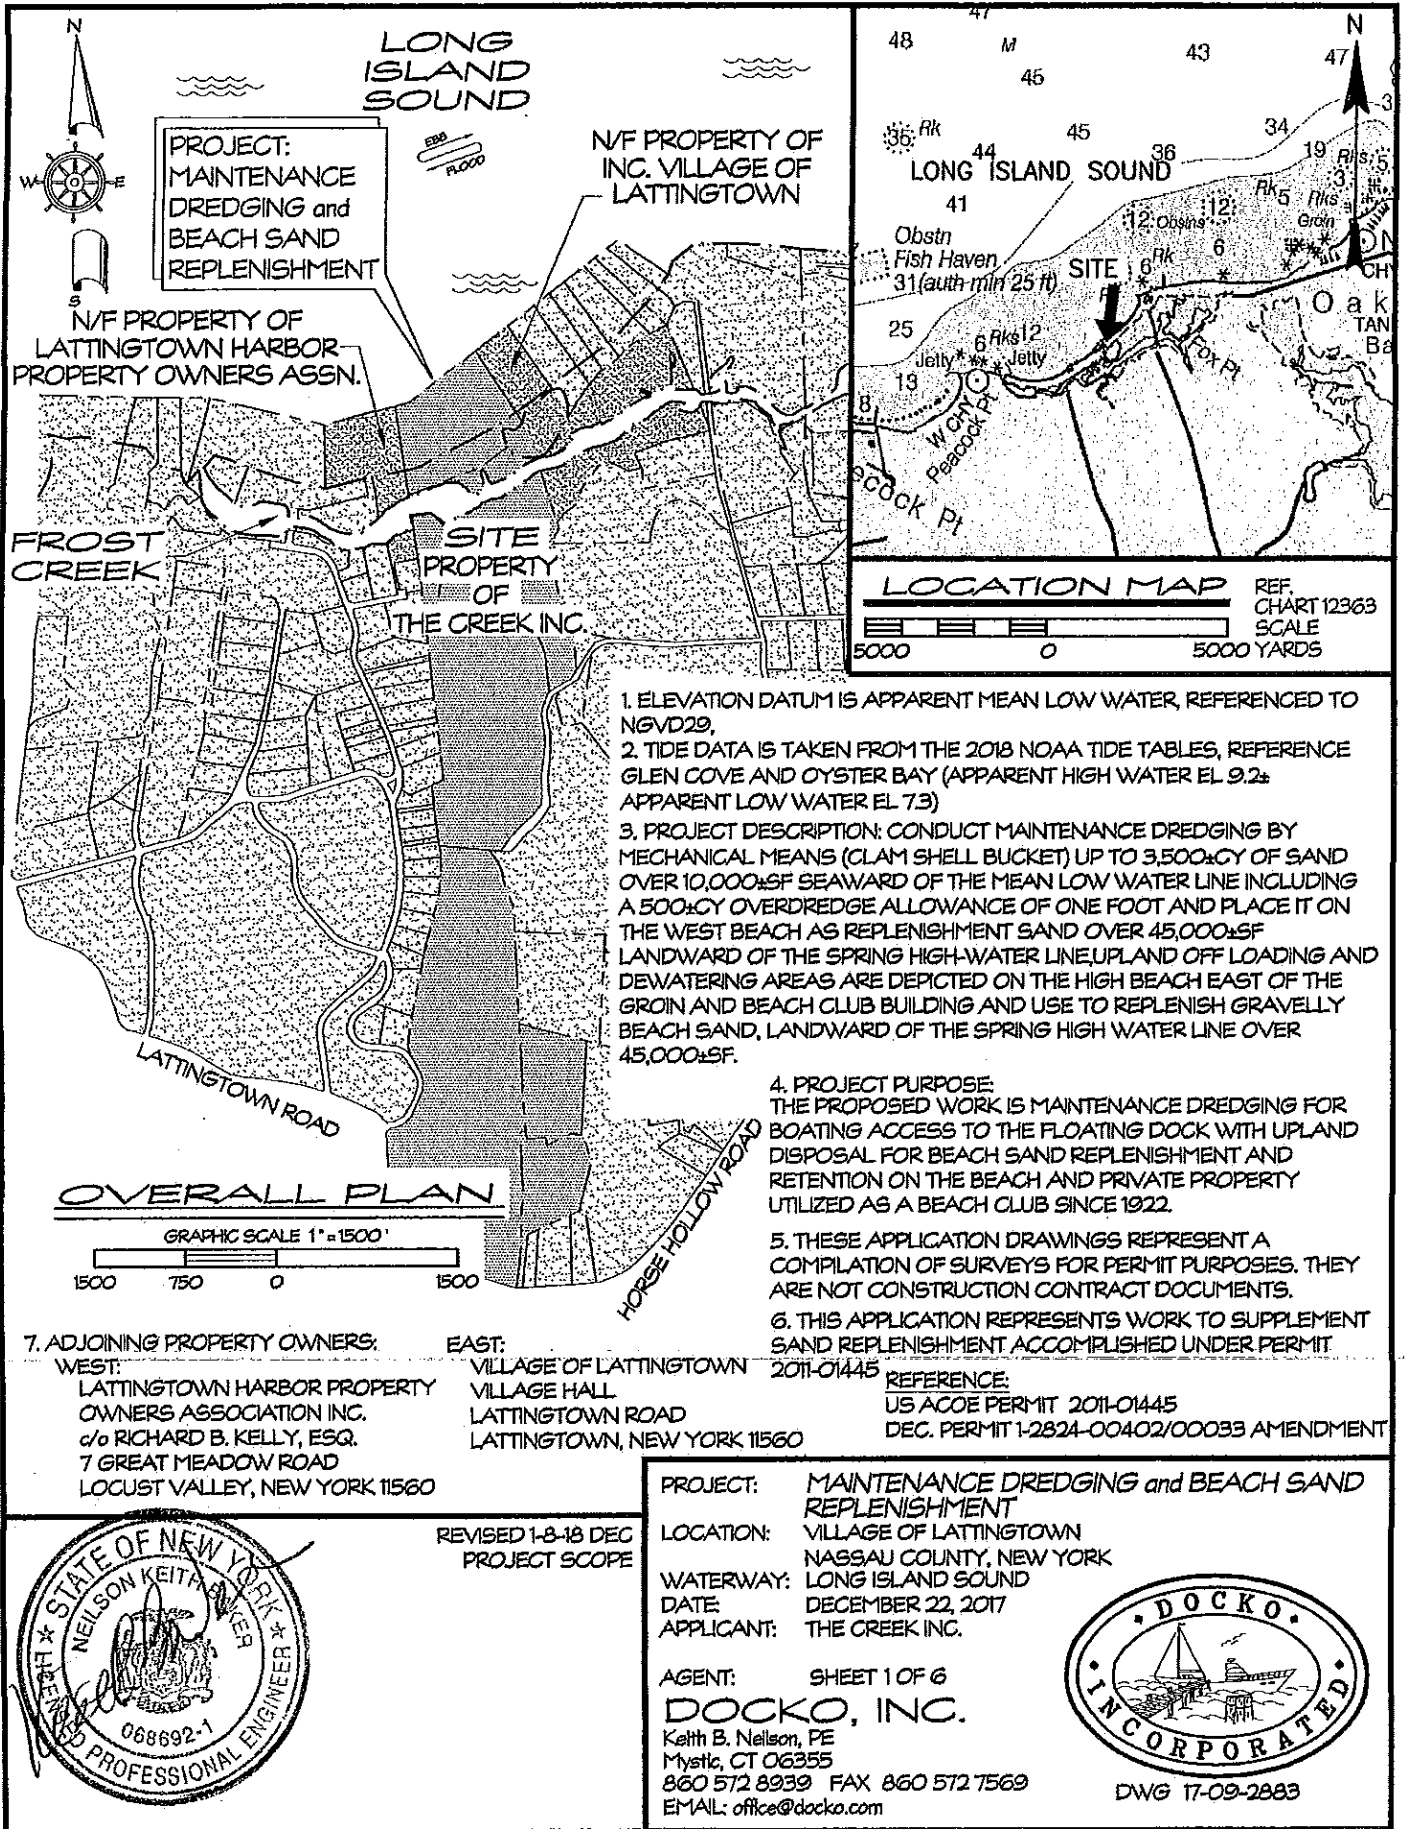 N
W
E
S
LONG
ISLAND
SOUND
EBB
FLOOD
PROJECT:
MAINTENANCE
DREDGING and
BEACH SAND
REPLENISHMENT
N/F PROPERTY OF
INC. VILLAGE OF
LATTINGTOWN
N/F PROPERTY OF
LATTINGTOWN HARBOR
PROPERTY OWNERS ASSN.
FROST
CREEK
SITE
PROPERTY
OF
THE CREEK INC.
LATTINGTOWN ROAD
HORSE HOLLOW ROAD
OVERALL PLAN
GRAPHIC SCALE 1"=1500'
1500 750 0 1500
47
48 M 43 47
45
N
36 Rk 44 45 36 34 19 Rks 5
3
LONG ISLAND SOUND
41
Rk 5 Rks
12 Obstns 12
Groin
Obstn
Fish Haven
31 (auth min 25 ft)
SITE
6 Rk
6
CHY
Oak
25
6 Rks 12
Jetty
Jetty
13
8
W CHY
Peacock Pt
Fox Pt
ecock Pt
LOCATION MAP
REF.
CHART 12363
SCALE
YARDS
5000 0 5000
1. ELEVATION DATUM IS APPARENT MEAN LOW WATER, REFERENCED TO
NGVD29,
2. TIDE DATA IS TAKEN FROM THE 2018 NOAA TIDE TABLES, REFERENCE
GLEN COVE AND OYSTER BAY (APPARENT HIGH WATER EL 9.2±
APPARENT LOW WATER EL 7.3)
3. PROJECT DESCRIPTION: CONDUCT MAINTENANCE DREDGING BY
MECHANICAL MEANS (CLAM SHELL BUCKET) UP TO 3,500±CY OF SAND
OVER 10,000±SF SEAWARD OF THE MEAN LOW WATER LINE INCLUDING
A 500±CY OVERDREDGE ALLOWANCE OF ONE FOOT AND PLACE IT ON
THE WEST BEACH AS REPLENISHMENT SAND OVER 45,000±SF
LANDWARD OF THE SPRING HIGH-WATER LINE,UPLAND OFF LOADING AND
DEWATERING AREAS ARE DEPICTED ON THE HIGH BEACH EAST OF THE
GROIN AND BEACH CLUB BUILDING AND USE TO REPLENISH GRAVELLY
BEACH SAND, LANDWARD OF THE SPRING HIGH WATER LINE OVER
45,000±SF.
4. PROJECT PURPOSE:
THE PROPOSED WORK IS MAINTENANCE DREDGING FOR
BOATING ACCESS TO THE FLOATING DOCK WITH UPLAND
DISPOSAL FOR BEACH SAND REPLENISHMENT AND
RETENTION ON THE BEACH AND PRIVATE PROPERTY
UTILIZED AS A BEACH CLUB SINCE 1922.
5. THESE APPLICATION DRAWINGS REPRESENT A
COMPILATION OF SURVEYS FOR PERMIT PURPOSES. THEY
ARE NOT CONSTRUCTION CONTRACT DOCUMENTS.
6. THIS APPLICATION REPRESENTS WORK TO SUPPLEMENT
SAND REPLENISHMENT ACCOMPLISHED UNDER PERMIT
2011-01445
REFERENCE:
US ACOE PERMIT 2011-01445
DEC. PERMIT 1-2824-00402/00033 AMENDMENT
7. ADJOINING PROPERTY OWNERS:
WEST:
LATTINGTOWN HARBOR PROPERTY
OWNERS ASSOCIATION INC.
c/o RICHARD B. KELLY, ESQ.
7 GREAT MEADOW ROAD
LOCUST VALLEY, NEW YORK 11560
EAST:
VILLAGE OF LATTINGTOWN
VILLAGE HALL
LATTINGTOWN ROAD
LATTINGTOWN, NEW YORK 11560
STATE OF NEW YORK
NEILSON KEITH
068692-1
LICENSED PROFESSIONAL ENGINEER
REVISED 1-8-18 DEC
PROJECT SCOPE
PROJECT: MAINTENANCE DREDGING and BEACH SAND
REPLENISHMENT
LOCATION: VILLAGE OF LATTINGTOWN
NASSAU COUNTY, NEW YORK
WATERWAY: LONG ISLAND SOUND
DATE: DECEMBER 22, 2017
APPLICANT: THE CREEK INC.
AGENT: SHEET 1 OF 6
DOCKO, INC.
Keith B. Neilson, PE
Mystic, CT 06355
860 572 8939 FAX 860 572 7569
EMAIL: office@docko.com
DOCKO
INCORPORATED
DWG 17-09-2883